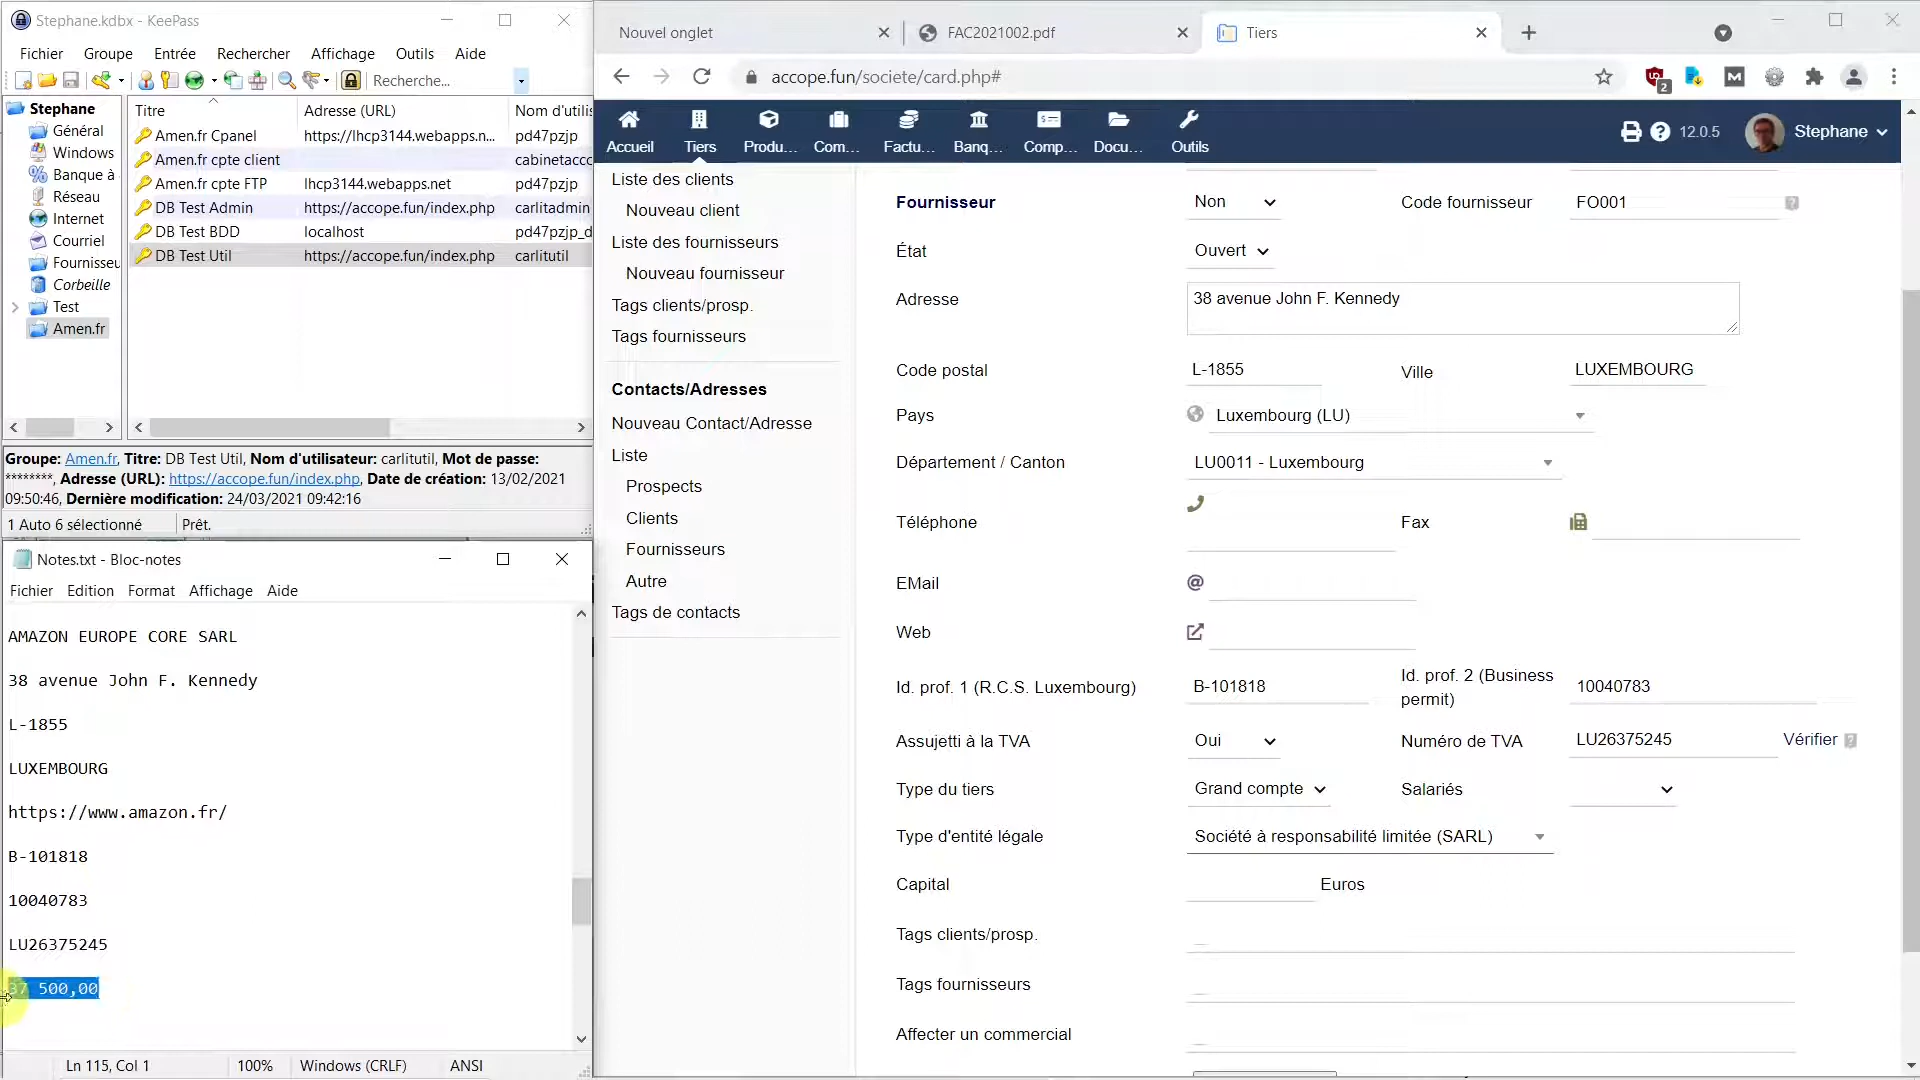 Stephane.kdbx - KeePass
Fichier Groupe Entrée Rechercher Affichage Outils Aide
Recherche...
Stephane
Général
Windows
Banque à
Réseau
Internet
Courriel
Fournisseu
Corbeille
Test
Amen.fr
Titre Adresse (URL) Nom d'utilis
Amen.fr Cpanel https://lhcp3144.webapps.n... pd47pzjp
Amen.fr cpte client cabinetacco
Amen.fr cpte FTP lhcp3144.webapps.net pd47pzjp
DB Test Admin https://accope.fun/index.php carlitadmin
DB Test BDD localhost pd47pzjp_d
DB Test Util https://accope.fun/index.php carlitutil
Groupe: Amen.fr, Titre: DB Test Util, Nom d'utilisateur: carlitutil, Mot de passe:
********, Adresse (URL): https://accope.fun/index.php, Date de création: 13/02/2021
09:50:46, Dernière modification: 24/03/2021 09:42:16
1 Auto 6 sélectionné Prêt.
Notes.txt - Bloc-notes
Fichier Edition Format Affichage Aide
AMAZON EUROPE CORE SARL
38 avenue John F. Kennedy
L-1855
LUXEMBOURG
https://www.amazon.fr/
B-101818
10040783
LU26375245
37 500,00
Ln 115, Col 1 100% Windows (CRLF) ANSI
Nouvel onglet FAC2021002.pdf Tiers
accope.fun/societe/card.php#
2
Accueil Tiers Produ... Com... Factu... Banq... Comp... Docu... Outils
12.0.5 Stephane
Liste des clients
Nouveau client
Liste des fournisseurs
Nouveau fournisseur
Tags clients/prosp.
Tags fournisseurs
Contacts/Adresses
Nouveau Contact/Adresse
Liste
Prospects
Clients
Fournisseurs
Autre
Tags de contacts
Fournisseur Non Code fournisseur FO001
État Ouvert
Adresse 38 avenue John F. Kennedy
Code postal L-1855 Ville LUXEMBOURG
Pays Luxembourg (LU)
Département / Canton LU0011 - Luxembourg
Téléphone Fax
EMail
Web
Id. prof. 1 (R.C.S. Luxembourg) B-101818 Id. prof. 2 (Business permit) 10040783
Assujetti à la TVA Oui Numéro de TVA LU26375245 Vérifier
Type du tiers Grand compte Salariés
Type d'entité légale Société à responsabilité limitée (SARL)
Capital Euros
Tags clients/prosp.
Tags fournisseurs
Affecter un commercial